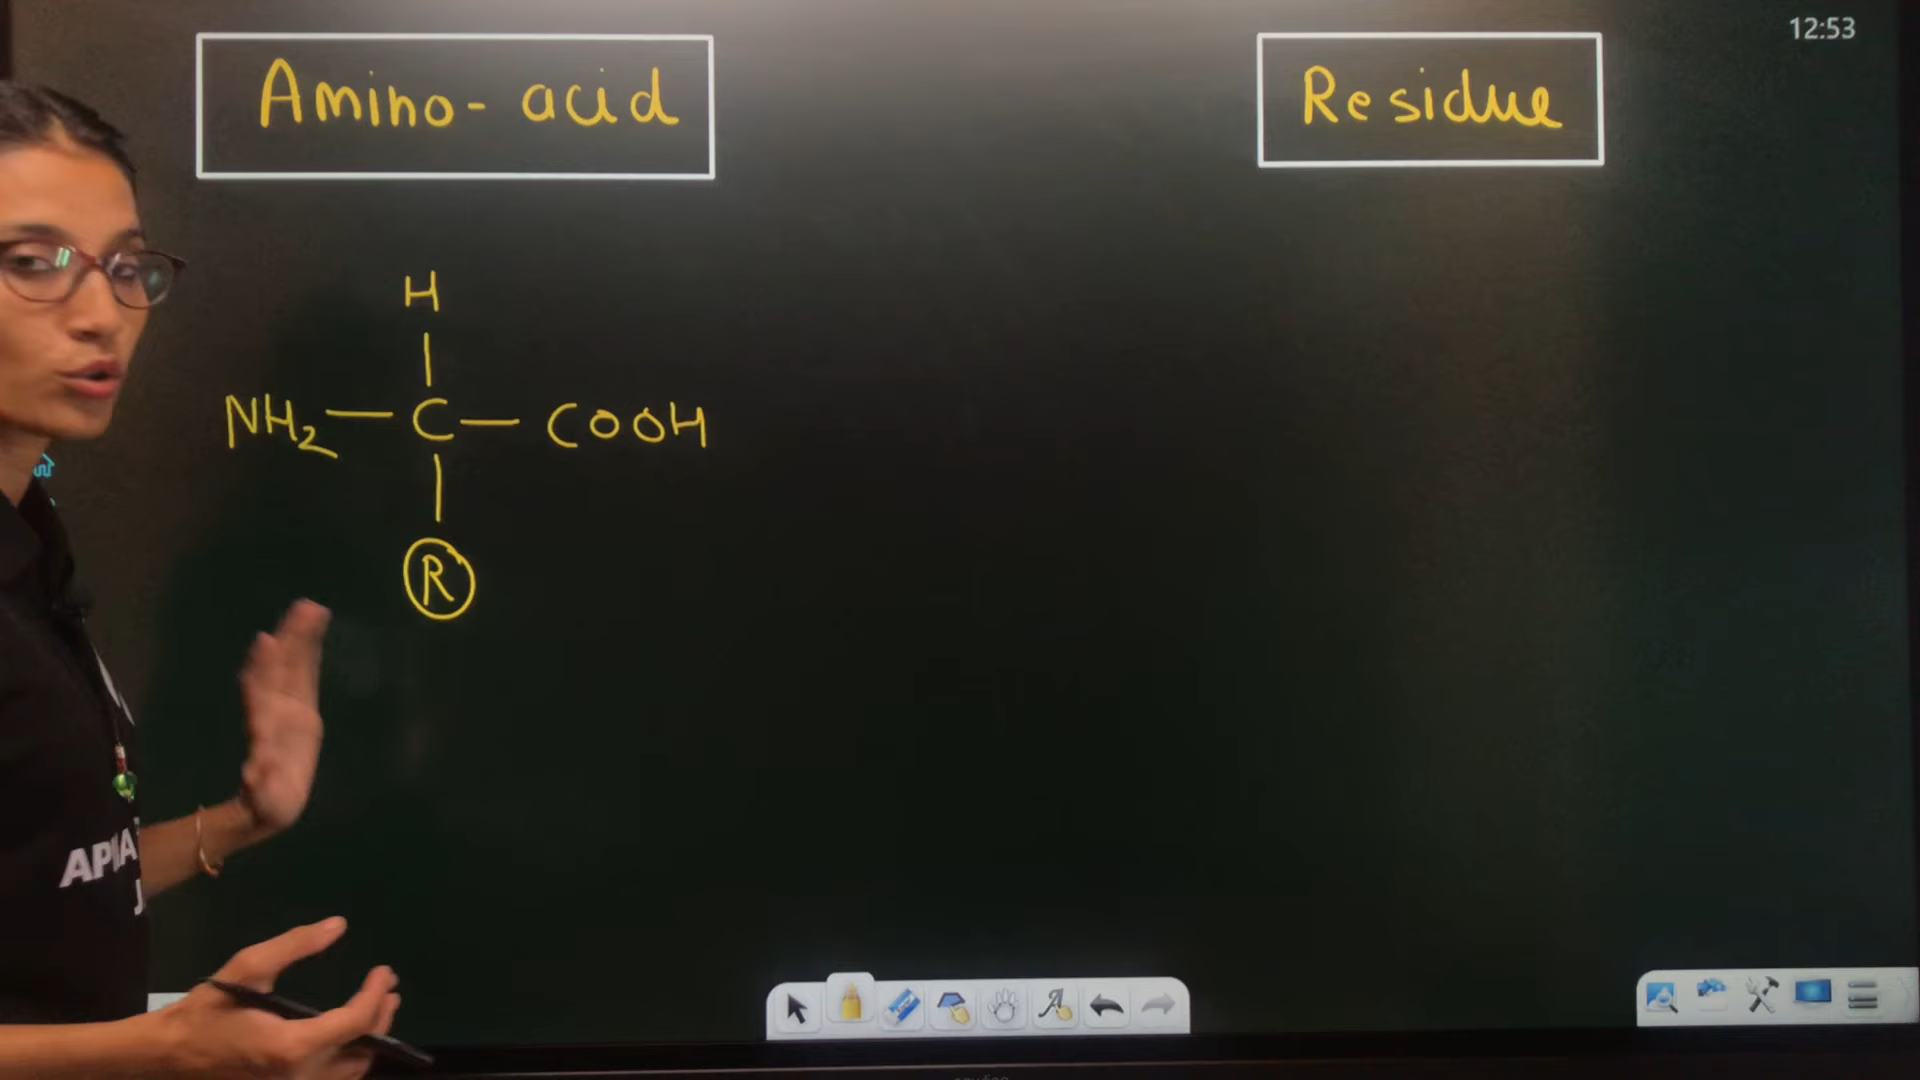 12:53
Amino-acid
Residue
H
NH₂ — C — COOH
R